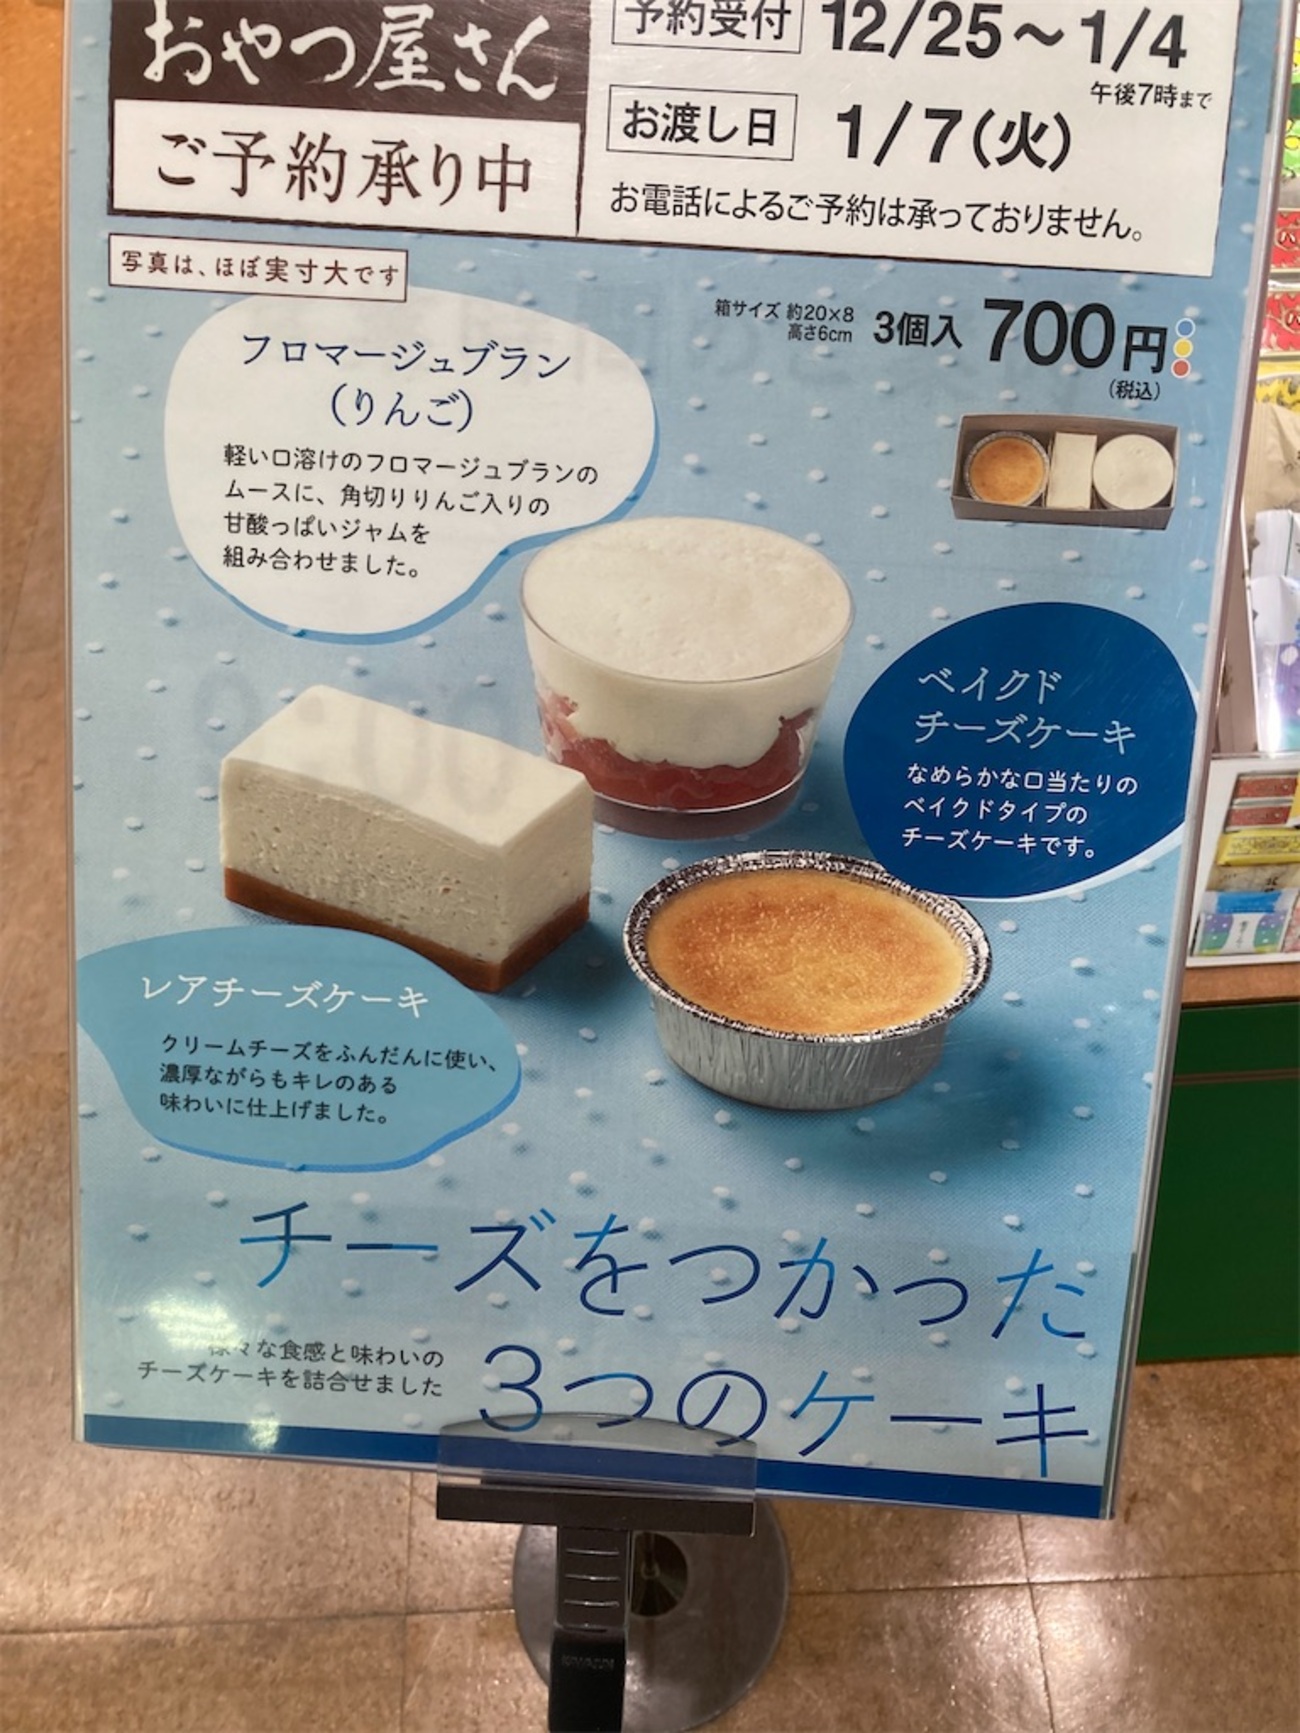 おやつ屋さん
ご予約承り中
予約受付 12/25～1/4
午後7時まで
お渡し日 1/7(火)
お電話によるご予約は承っておりません。
写真は、ほぼ実寸大です
箱サイズ 約20×8
高さ6cm
3個入 700円
(税込)
フロマージュブラン
(りんご)
軽い口溶けのフロマージュブランの
ムースに、角切りりんご入りの
甘酸っぱいジャムを
組み合わせました。
ベイクド
チーズケーキ
なめらかな口当たりの
ベイクドタイプの
チーズケーキです。
レアチーズケーキ
クリームチーズをふんだんに使い、
濃厚ながらもキレのある
味わいに仕上げました。
チーズをつかった
3つのケーキ
様々な食感と味わいの
チーズケーキを詰合せました